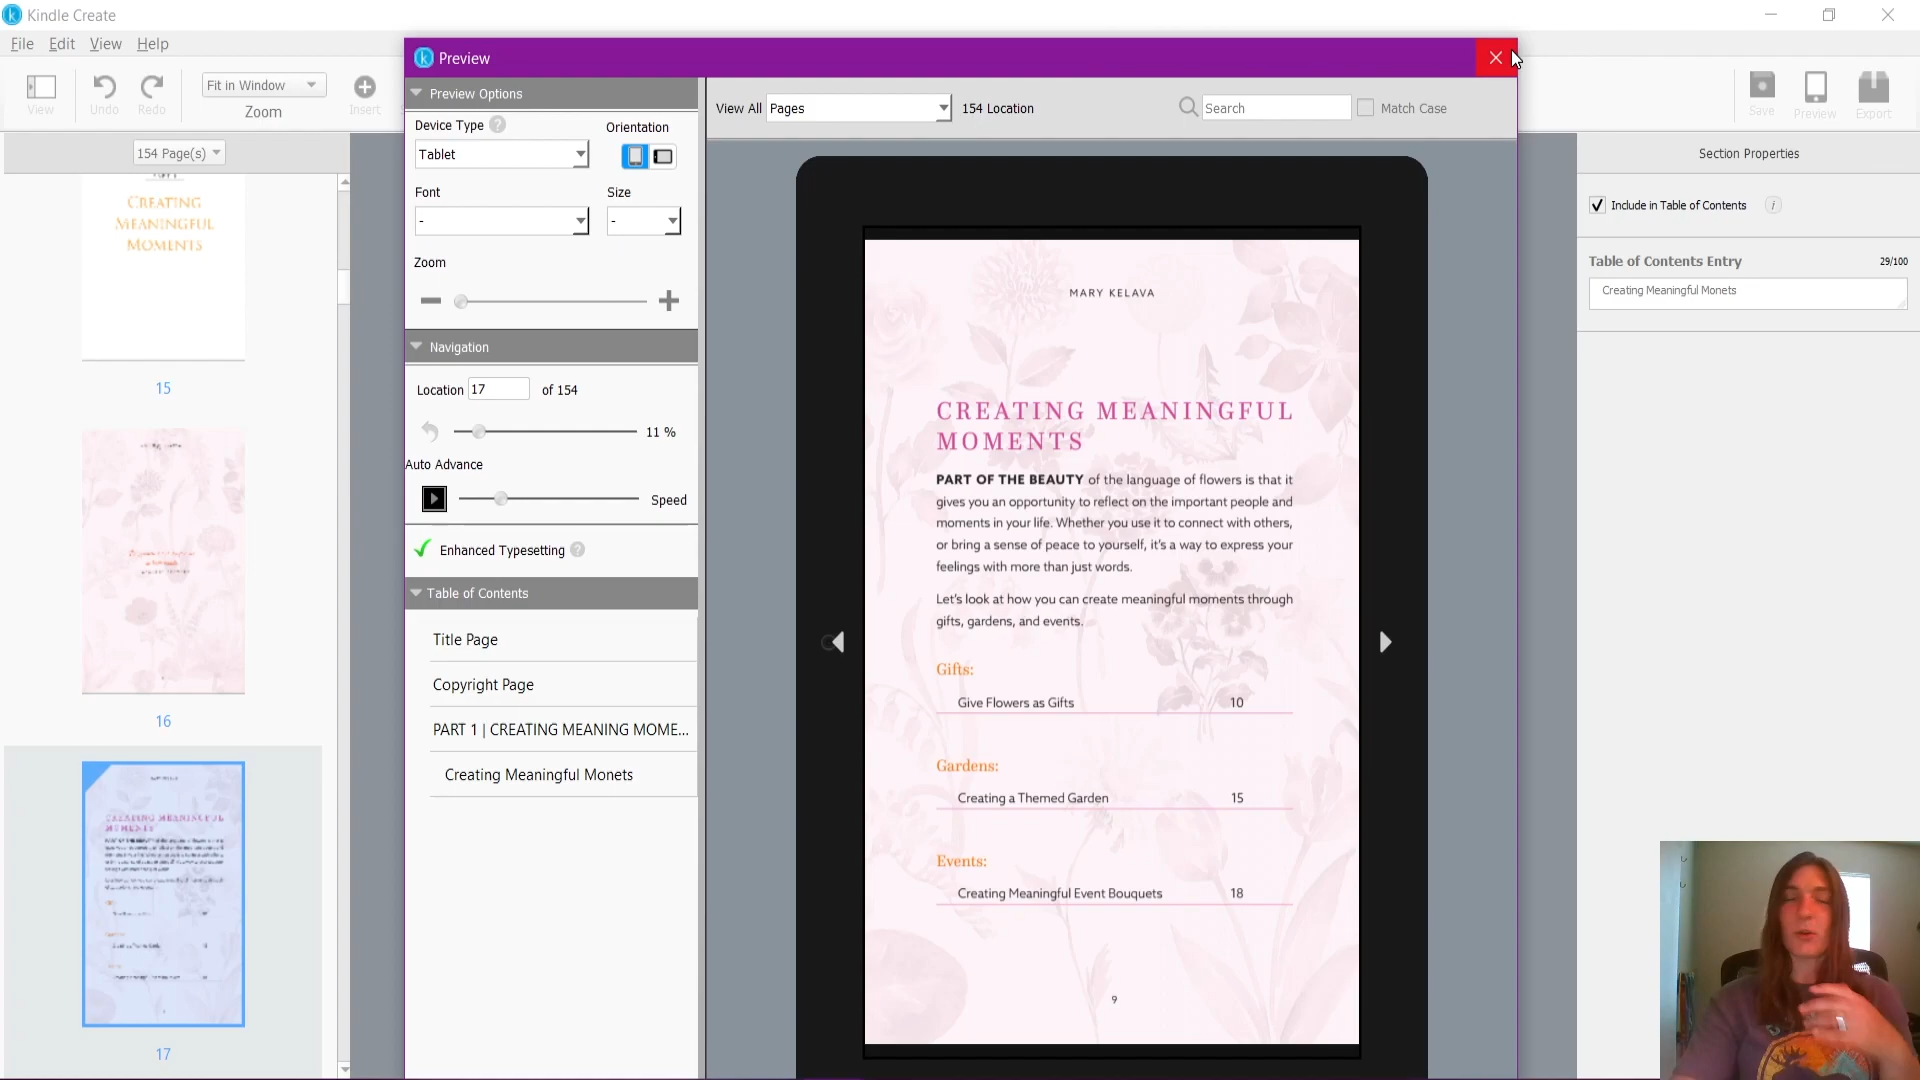 Kindle Create
File Edit View Help
View
Undo
Redo
Fit in Window
Zoom
Insert
Save
Preview
Export
154 Page(s)
CREATING
MEANINGFUL
MOMENTS
15
16
CREATING MEANINGFUL
MOMENTS
17
Preview
Preview Options
Device Type ?
Orientation
Tablet
Font
Size
-
-
Zoom
Navigation
Location 17 of 154
11 %
Auto Advance
Speed
Enhanced Typesetting ?
Table of Contents
Title Page
Copyright Page
PART 1 | CREATING MEANING MOME...
Creating Meaningful Monets
View All Pages 154 Location
Search
Match Case
MARY KELAVA
CREATING MEANINGFUL
MOMENTS
PART OF THE BEAUTY of the language of flowers is that it
gives you an opportunity to reflect on the important people and
moments in your life. Whether you use it to connect with others,
or bring a sense of peace to yourself, it's a way to express your
feelings with more than just words.
Let's look at how you can create meaningful moments through
gifts, gardens, and events.
Gifts:
Give Flowers as Gifts 10
Gardens:
Creating a Themed Garden 15
Events:
Creating Meaningful Event Bouquets 18
9
Section Properties
Include in Table of Contents i
Table of Contents Entry 29/100
Creating Meaningful Monets